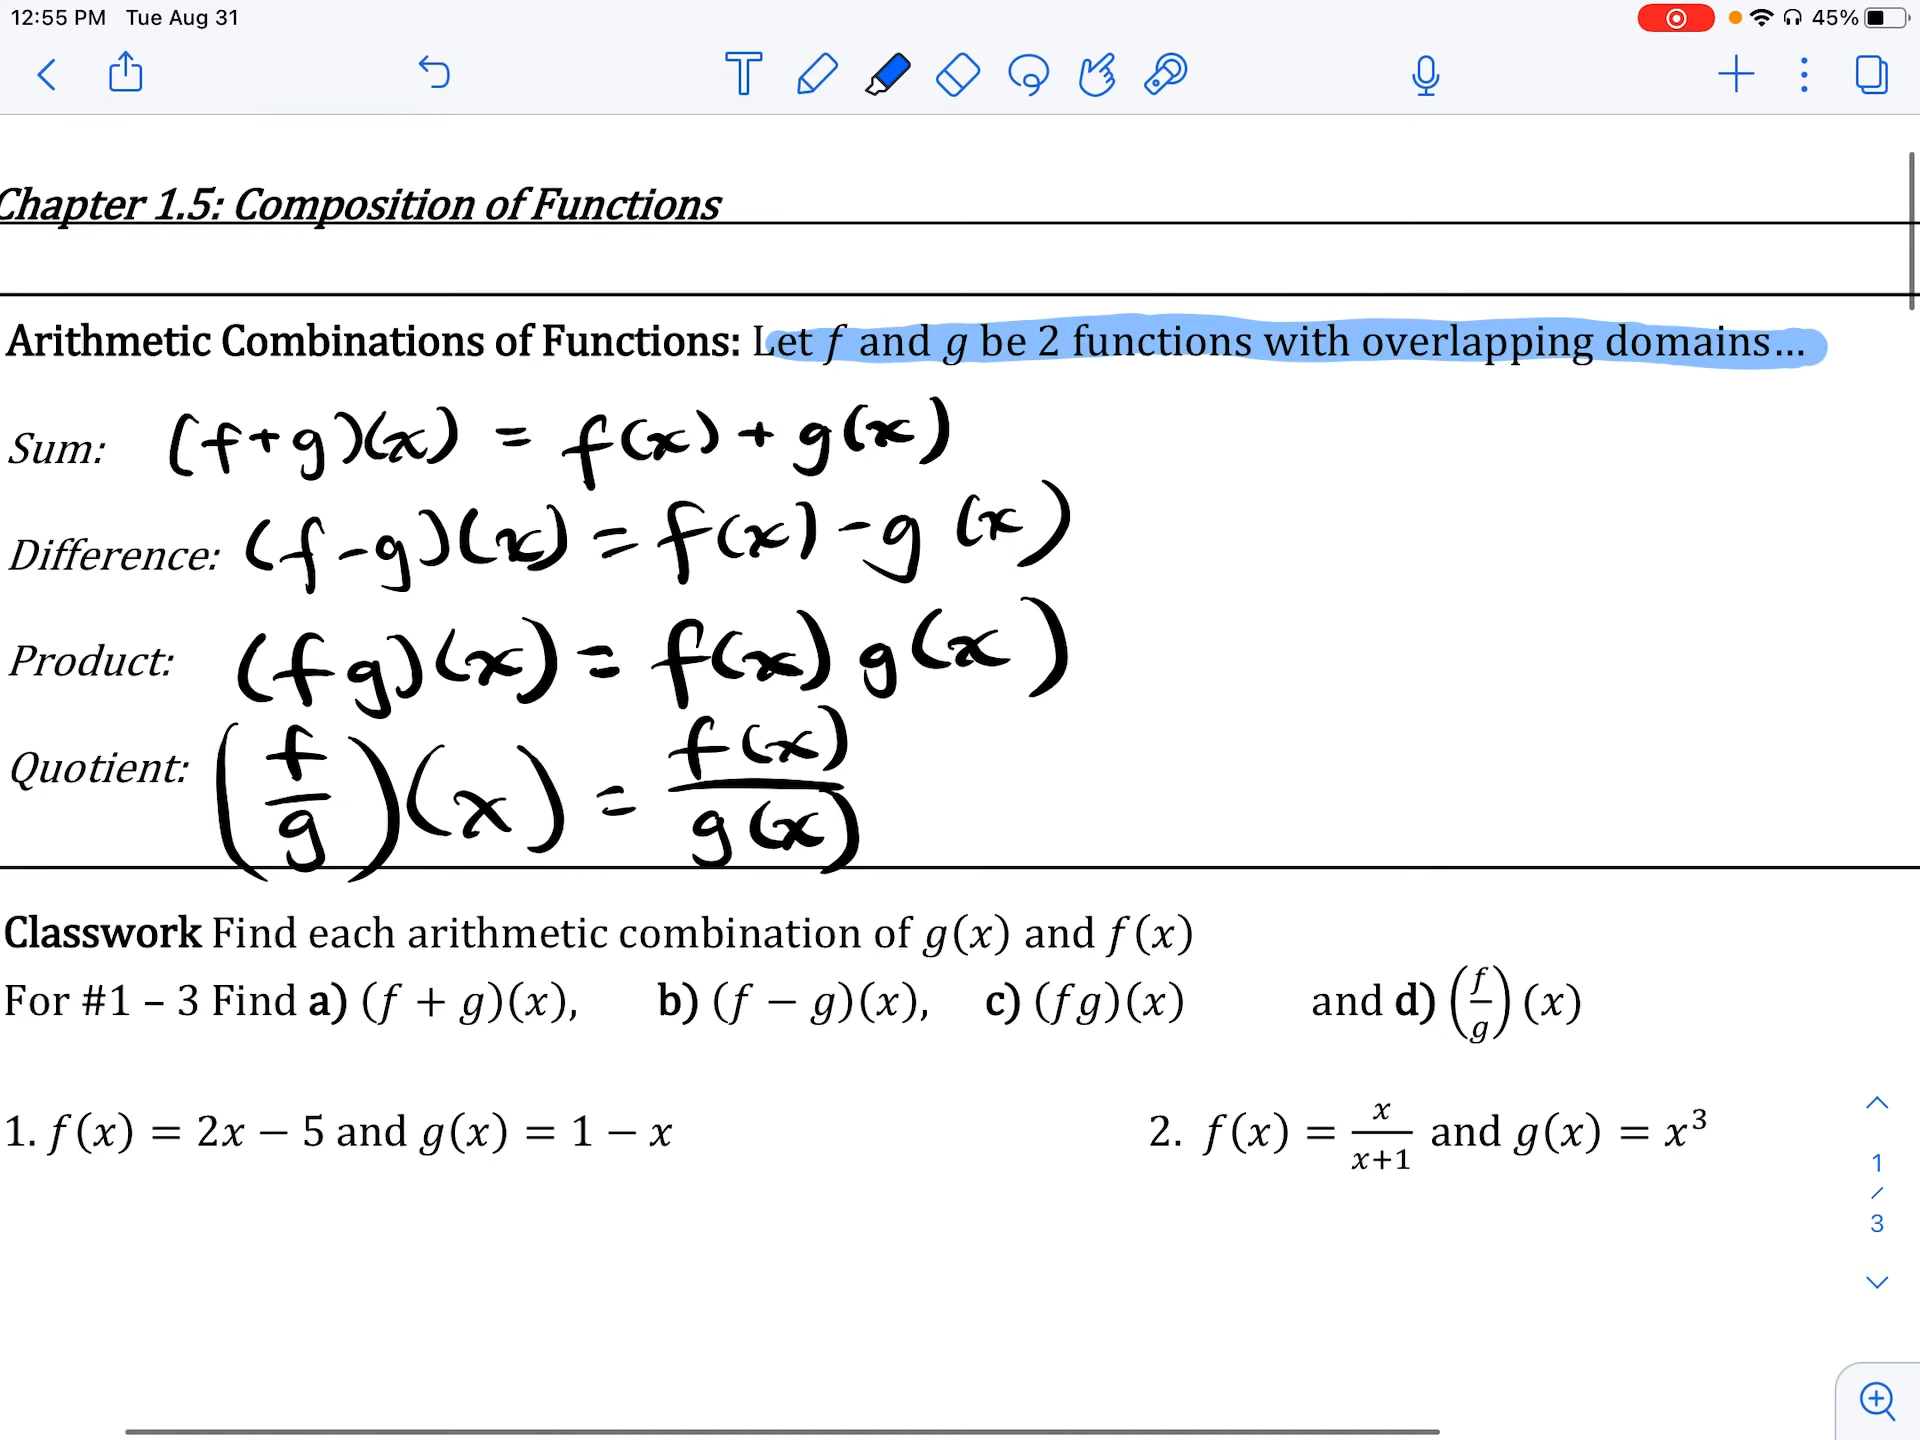 12:55 PM Tue Aug 31
45%
Chapter 1.5: Composition of Functions
Arithmetic Combinations of Functions: Let f and g be 2 functions with overlapping domains...
Sum: (f+g)(x) = f(x) + g(x)
Difference: (f-g)(x) = f(x) - g(x)
Product: (fg)(x) = f(x) g(x)
Quotient: (f/g)(x) = f(x)/g(x)
Classwork Find each arithmetic combination of g(x) and f(x)
For #1 – 3 Find a) (f + g)(x), b) (f − g)(x), c) (fg)(x) and d) (f/g)(x)
1. f(x) = 2x − 5 and g(x) = 1 − x
2. f(x) = x/(x+1) and g(x) = x³
1
/
3